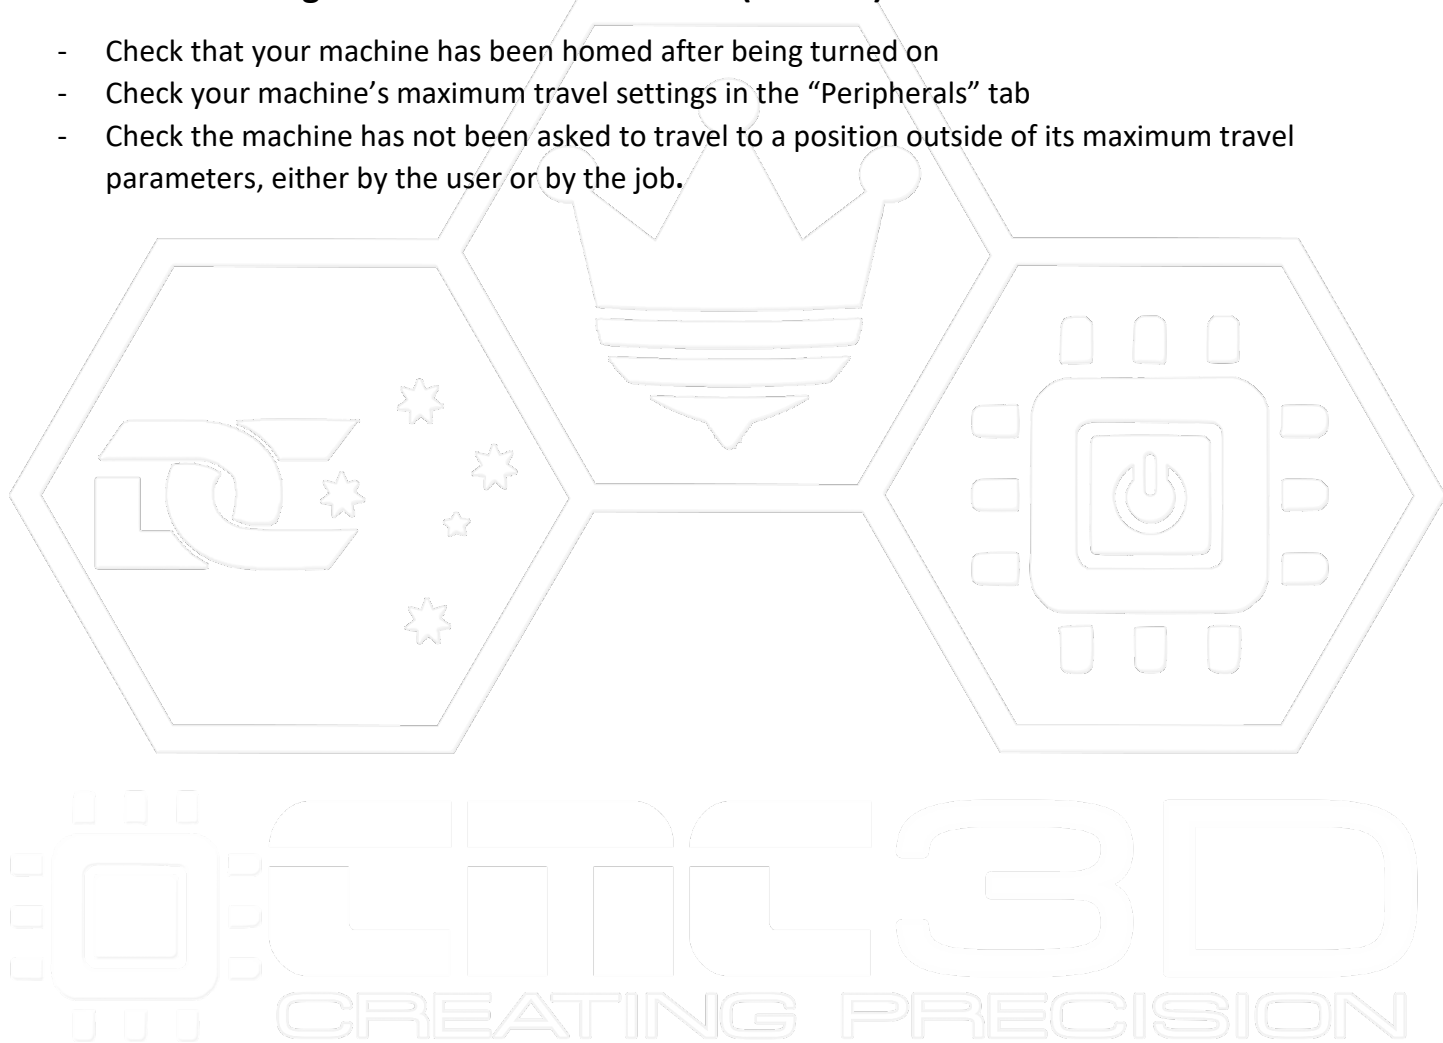 - Check that your machine has been homed after being turned on
- Check your machine’s maximum travel settings in the “Peripherals” tab
- Check the machine has not been asked to travel to a position outside of its maximum travel
parameters, either by the user or by the job.
CNC3D
CREATING PRECISION